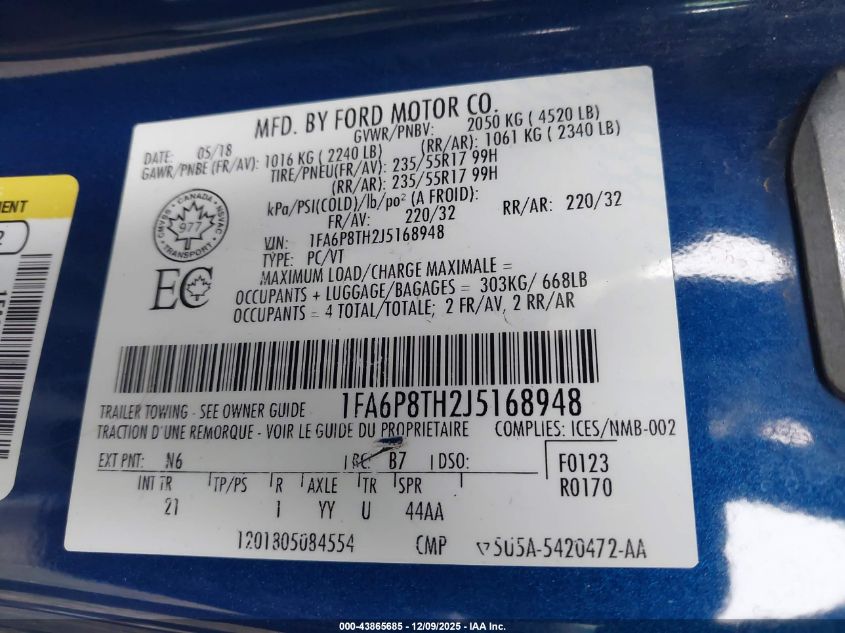 MFD. BY FORD MOTOR CO.
DATE: 05/18 GVWR/PNBV: 2050 KG ( 4520 LB)
GAWR/PNBE (FR/AV): 1016 KG ( 2240 LB) (RR/AR): 1061 KG ( 2340 LB)
TIRE/PNEU(FR/AV): 235/55R17 99H
(RR/AR): 235/55R17 99H
kPa/PSI(COLD)/lb/po² (A FROID):
FR/AV: 220/32 RR/AR: 220/32
CANADA
977
TRANSPORT
VIN: 1FA6P8TH2J5168948
TYPE: PC/VT
EC
MAXIMUM LOAD/CHARGE MAXIMALE =
OCCUPANTS + LUGGAGE/BAGAGES = 303KG/ 668LB
OCCUPANTS = 4 TOTAL/TOTALE; 2 FR/AV, 2 RR/AR
TRAILER TOWING - SEE OWNER GUIDE 1FA6P8TH2J5168948
TRACTION D'UNE REMORQUE - VOIR LE GUIDE DU PROPRIETAIRE COMPLIES: ICES/NMB-002
EXT PNT: N6 RC: B7 DSO: F0123
INT TR TP/PS R AXLE TR SPR R0170
21 1 YY U 44AA
1201305084554 CMP 5U5A-5420472-AA
000-43865685 / 12/09/2025 - IAA Inc.